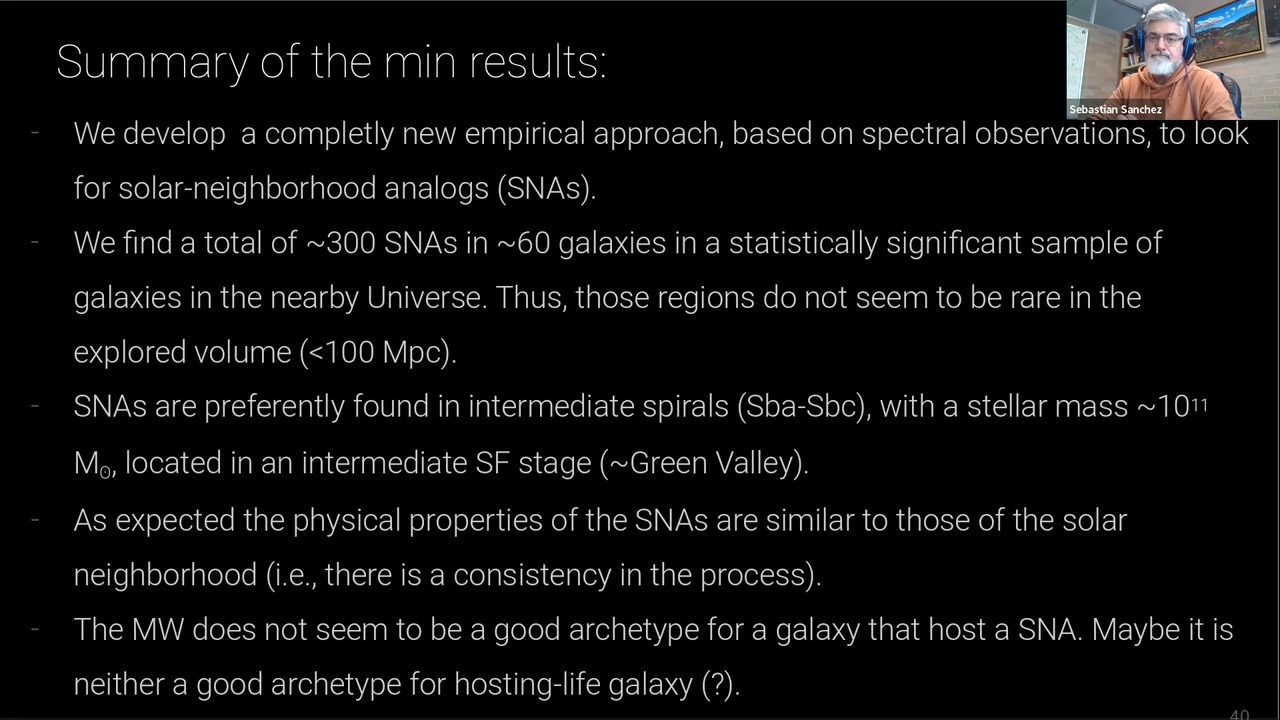 Summary of the min results:
Sebastian Sanchez
- We develop a completly new empirical approach, based on spectral observations, to look
for solar-neighborhood analogs (SNAs).
- We find a total of ~300 SNAs in ~60 galaxies in a statistically significant sample of
galaxies in the nearby Universe. Thus, those regions do not seem to be rare in the
explored volume (<100 Mpc).
- SNAs are preferently found in intermediate spirals (Sba-Sbc), with a stellar mass ~10¹¹
M⊙, located in an intermediate SF stage (~Green Valley).
- As expected the physical properties of the SNAs are similar to those of the solar
neighborhood (i.e., there is a consistency in the process).
- The MW does not seem to be a good archetype for a galaxy that host a SNA. Maybe it is
neither a good archetype for hosting-life galaxy (?).
40